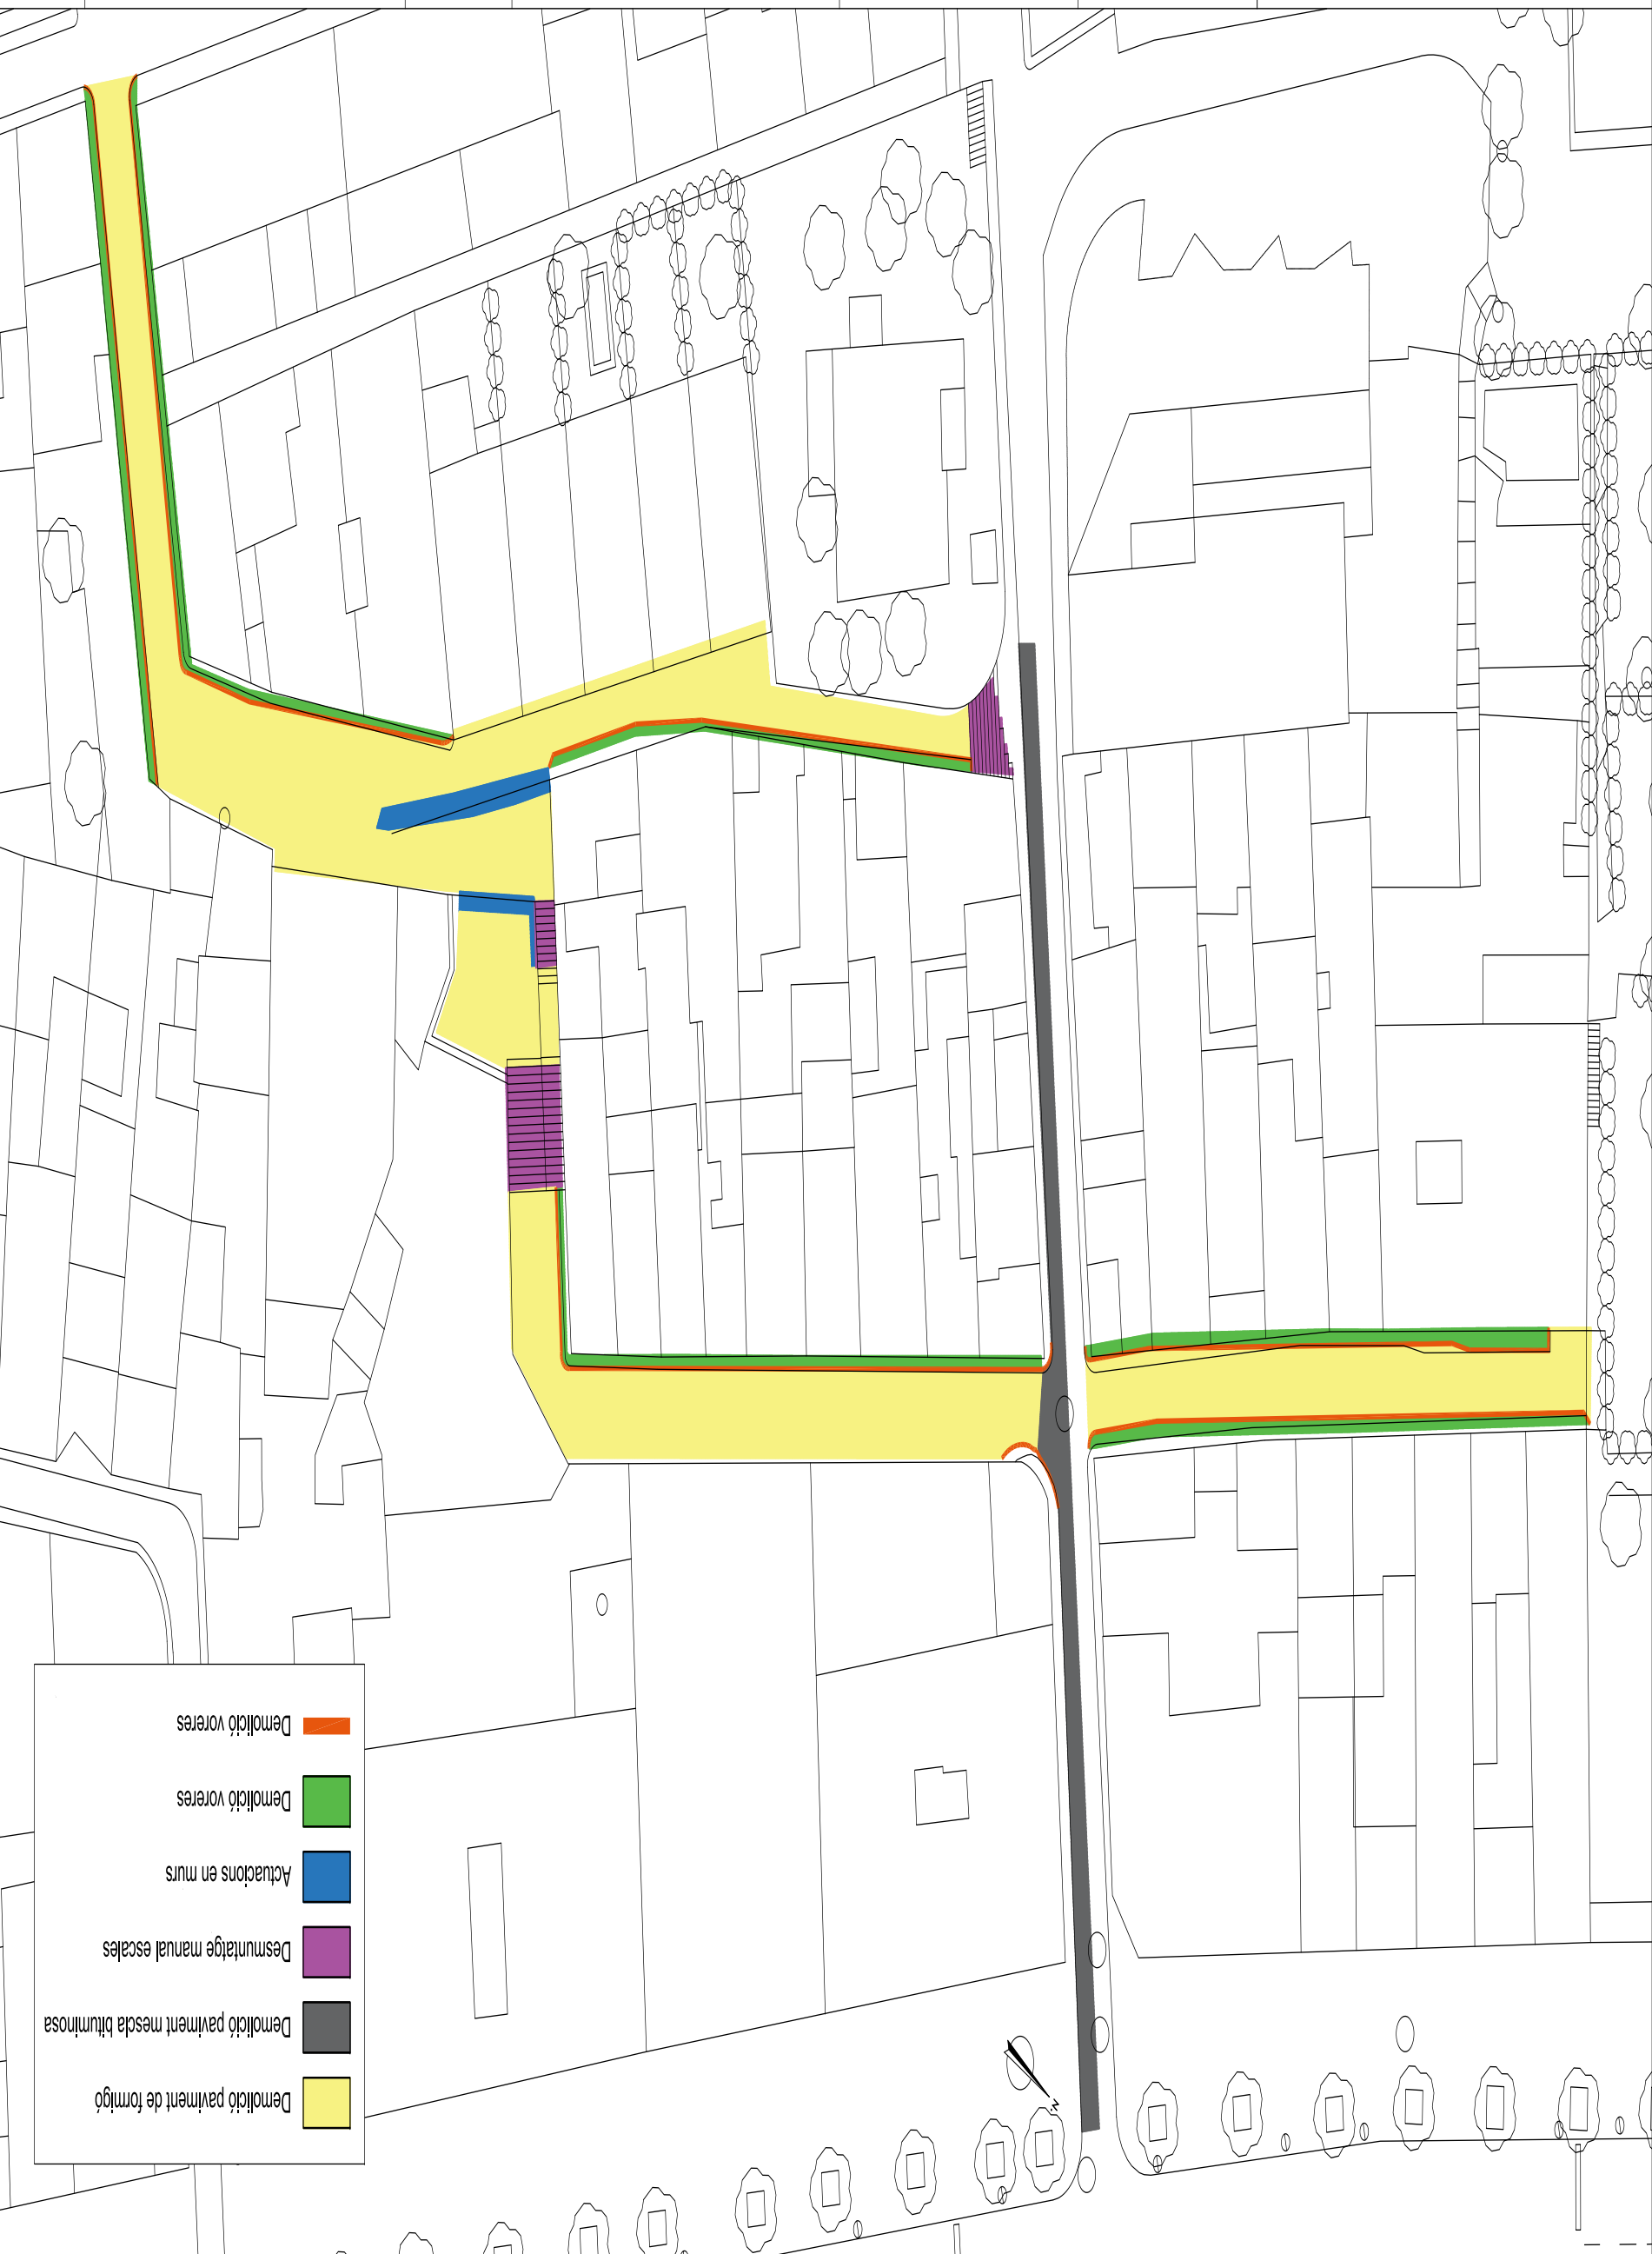 Demolició paviment de formigó
Demolició paviment mescla bituminosa
Desmuntatge manual escales
Actuacions en murs
Demolició voreres
Demolició voreres
N